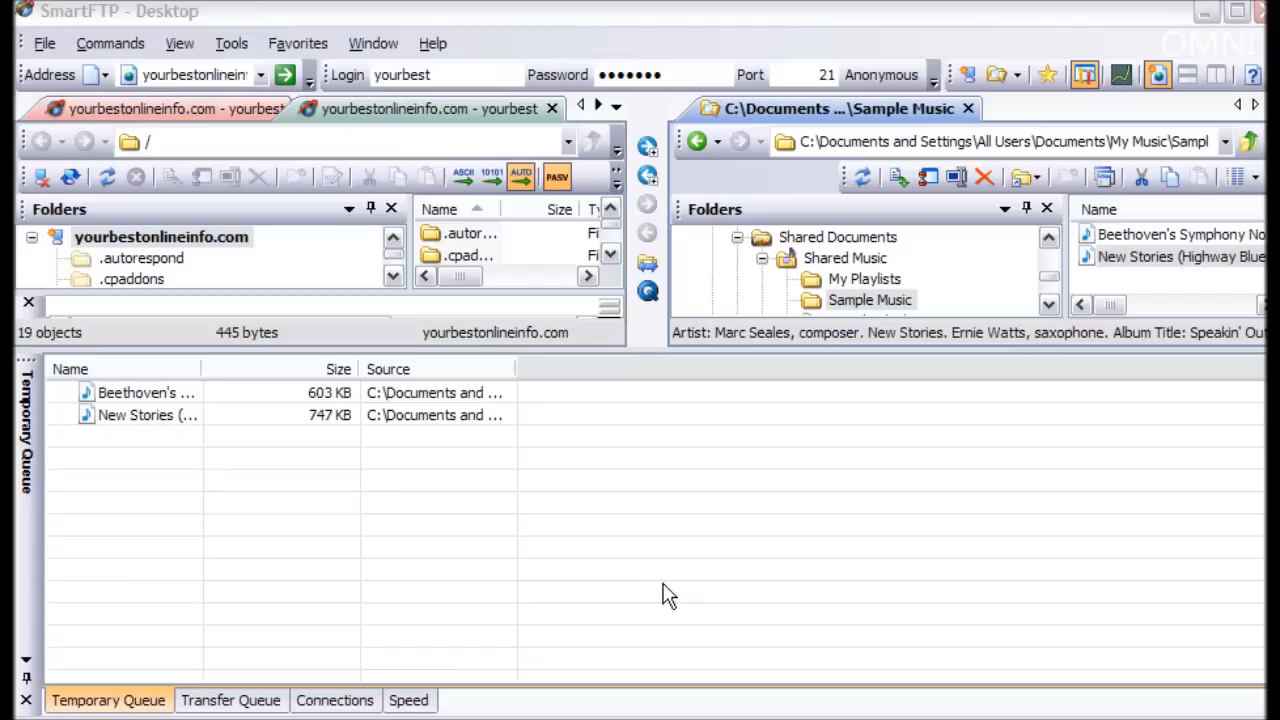 SmartFTP - Desktop
File Commands View Tools Favorites Window Help
OMNI
Address yourbestonlineinf Login yourbest Password ●●●●●●● Port 21 Anonymous
yourbestonlineinfo.com - yourbest yourbestonlineinfo.com - yourbest C:\Documents ...\Sample Music
/ C:\Documents and Settings\All Users\Documents\My Music\Sampl
ASCII 10101 AUTO PASV
Folders Name Size Ty Folders Name
yourbestonlineinfo.com .autor... Fi Shared Documents Beethoven's Symphony No
.autorespond .cpad... Fi Shared Music New Stories (Highway Blue
.cpaddons My Playlists
Sample Music
19 objects 445 bytes yourbestonlineinfo.com Artist: Marc Seales, composer. New Stories. Ernie Watts, saxophone. Album Title: Speakin' Ou
Name Size Source
Beethoven's ... 603 KB C:\Documents and ...
New Stories (... 747 KB C:\Documents and ...
Temporary Queue
Temporary Queue Transfer Queue Connections Speed